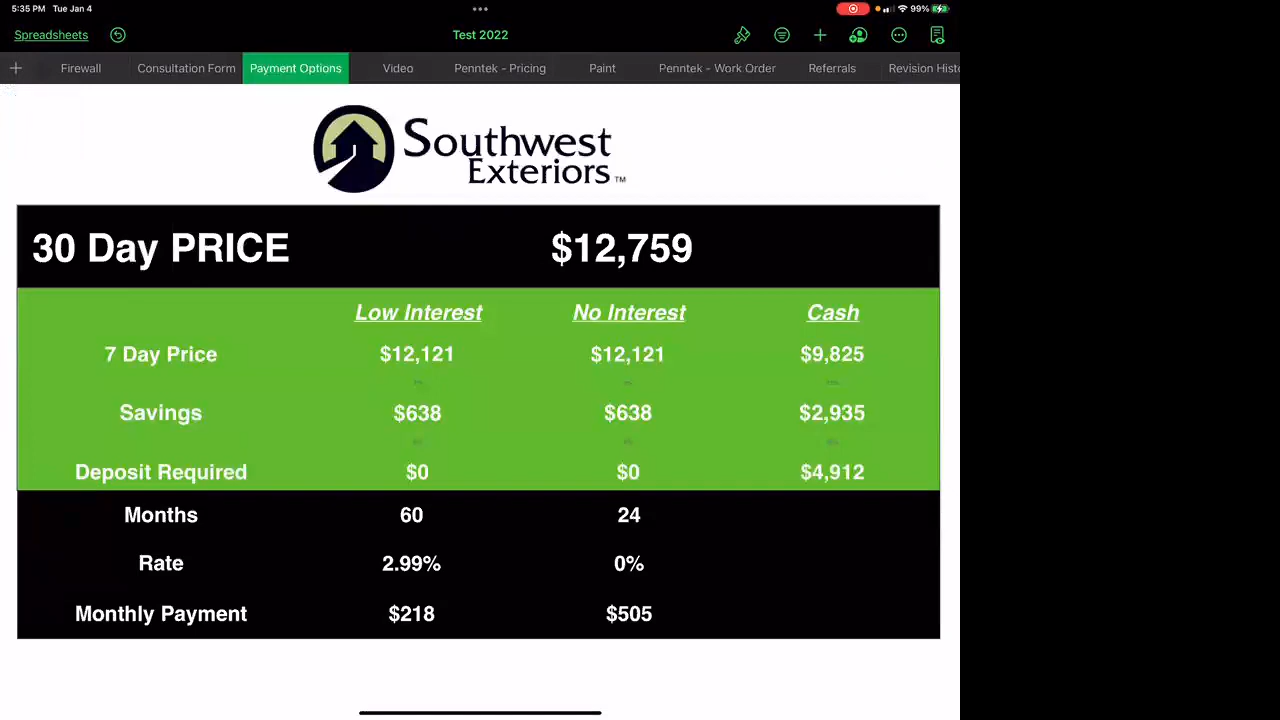 5:35 PM Tue Jan 4
99%
Spreadsheets
Test 2022
Firewall Consultation Form Payment Options Video Penntek - Pricing Paint Penntek - Work Order Referrals Revision Histo
Southwest
Exteriors TM
30 Day PRICE $12,759
Low Interest No Interest Cash
7 Day Price $12,121 $12,121 $9,825
Savings $638 $638 $2,935
Deposit Required $0 $0 $4,912
Months 60 24
Rate 2.99% 0%
Monthly Payment $218 $505